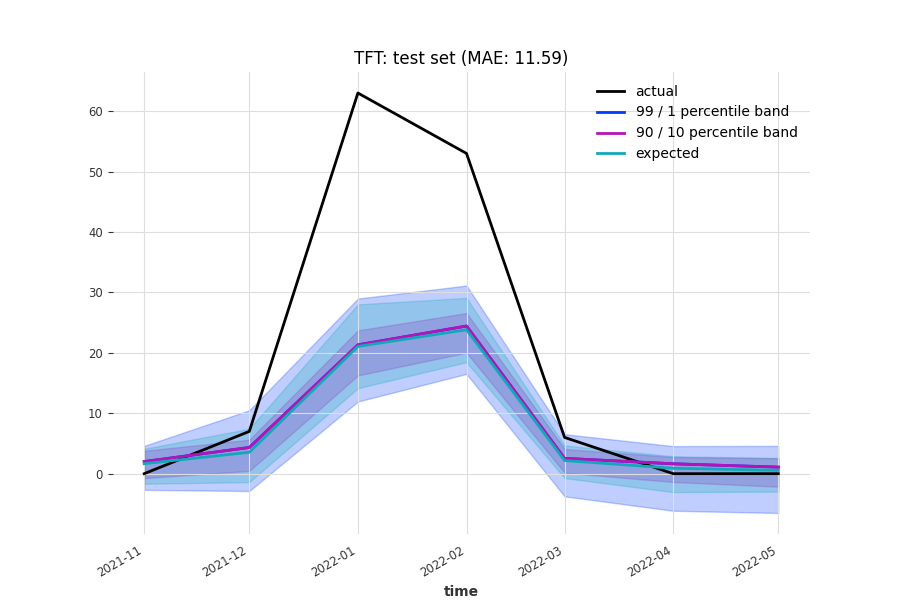 TFT: test set (MAE: 11.59)
actual
99 / 1 percentile band
90 / 10 percentile band
expected
60
50
40
30
20
10
0
2021-11
2021-12
2022-01
2022-02
2022-03
2022-04
2022-05
time